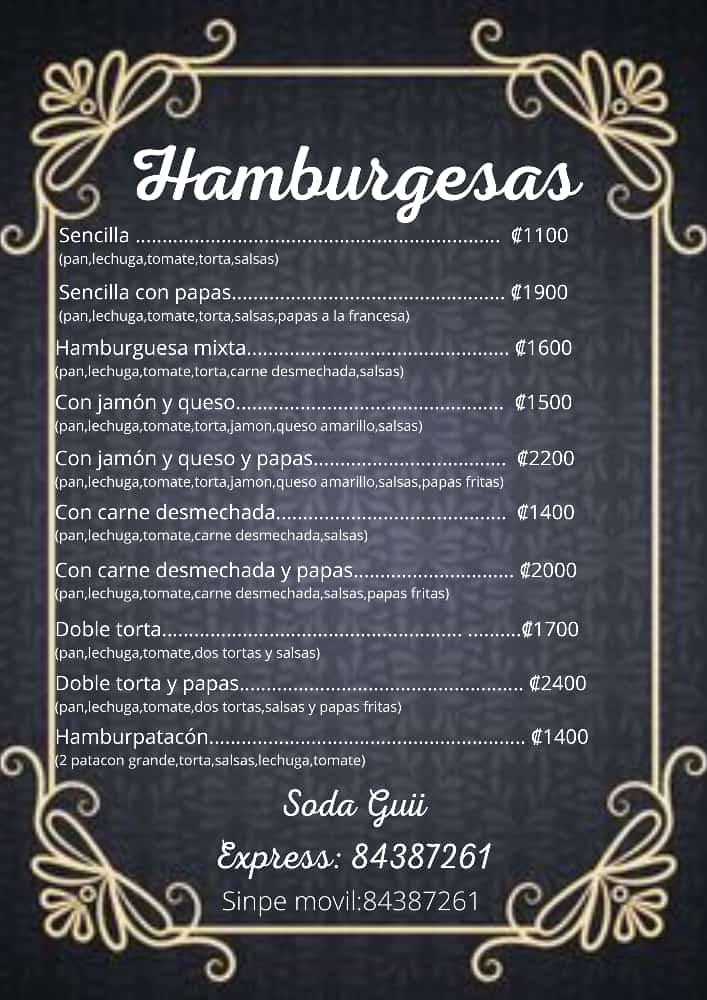 Hamburgesas
Sencilla ..................................................................... ₡1100
(pan,lechuga,tomate,torta,salsas)
Sencilla con papas.................................................... ₡1900
(pan,lechuga,tomate,torta,salsas,papas a la francesa)
Hamburguesa mixta.................................................. ₡1600
(pan,lechuga,tomate,torta,carne desmechada,salsas)
Con jamón y queso................................................... ₡1500
(pan,lechuga,tomate,torta,jamon,queso amarillo,salsas)
Con jamón y queso y papas..................................... ₡2200
(pan,lechuga,tomate,torta,jamon,queso amarillo,salsas,papas fritas)
Con carne desmechada............................................ ₡1400
(pan,lechuga,tomate,carne desmechada,salsas)
Con carne desmechada y papas.............................. ₡2000
(pan,lechuga,tomate,carne desmechada,salsas,papas fritas)
Doble torta......................................................... ..........₡1700
(pan,lechuga,tomate,dos tortas y salsas)
Doble torta y papas...................................................... ₡2400
(pan,lechuga,tomate,dos tortas,salsas y papas fritas)
Hamburpatacón............................................................ ₡1400
(2 patacon grande,torta,salsas,lechuga,tomate)
Soda Guii
Express: 84387261
Sinpe movil:84387261